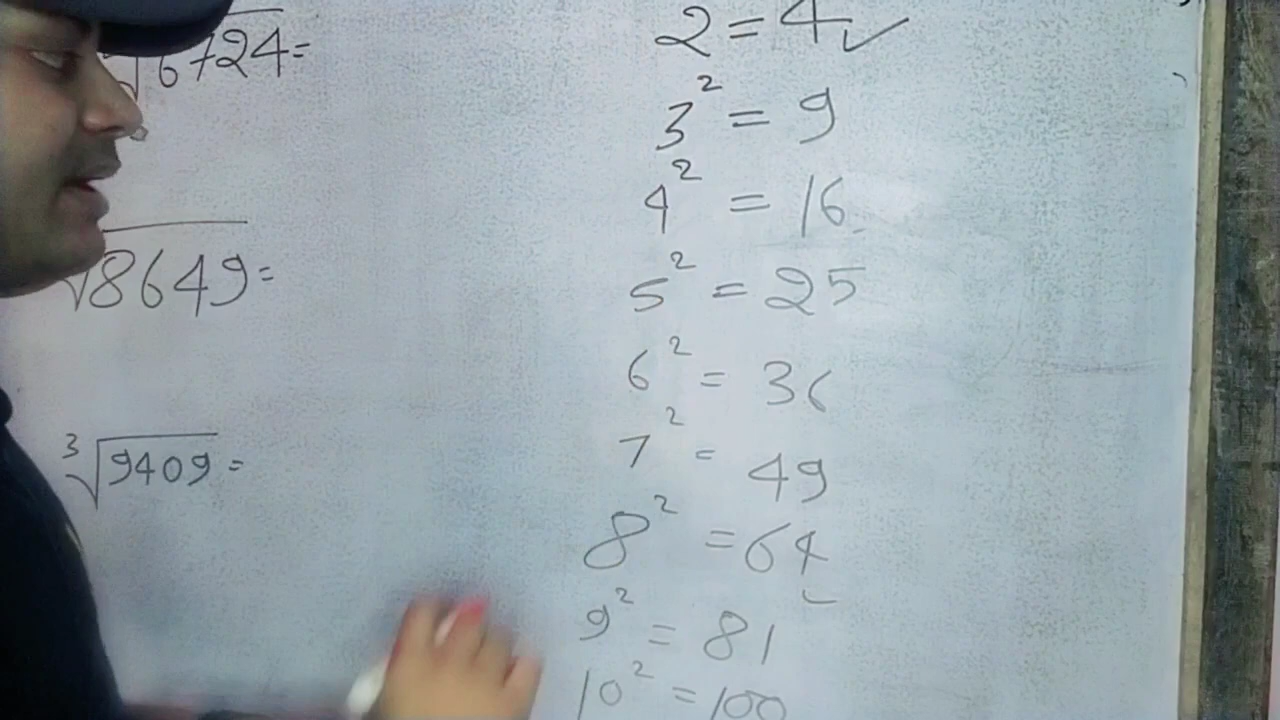 √6724=
√8649=
³√9409=
2 = 4✓
3² = 9
4² = 16
5² = 25
6² = 36
7² = 49
8² = 64
9² = 81
10² = 100